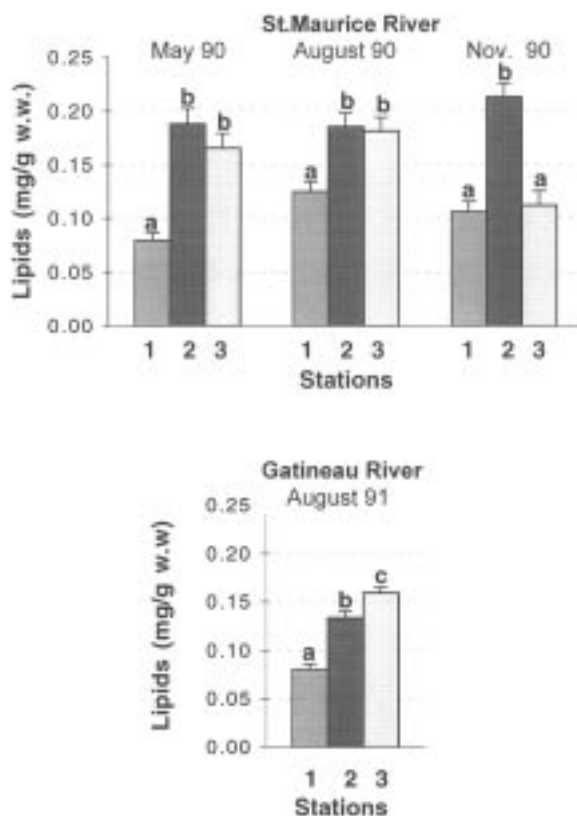 St.Maurice River
May 90 August 90 Nov. 90
Lipids (mg/g w.w.)
0.25
0.20
0.15
0.10
0.05
0.00
a b b
a b b
a b a
1 2 3 1 2 3 1 2 3
Stations
Gatineau River
August 91
Lipids (mg/g w.w)
0.25
0.20
0.15
0.10
0.05
0.00
a b c
1 2 3
Stations